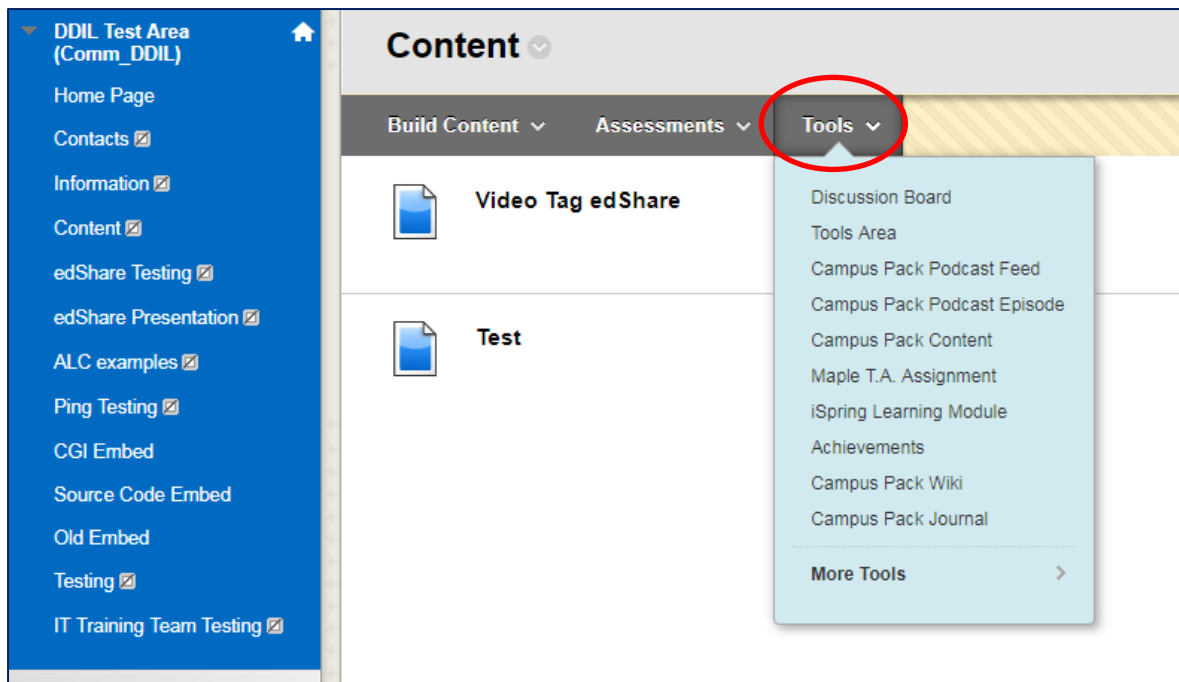 DDIL Test Area
(Comm_DDIL)
Home Page
Contacts
Information
Content
edShare Testing
edShare Presentation
ALC examples
Ping Testing
CGI Embed
Source Code Embed
Old Embed
Testing
IT Training Team Testing
Content
Build Content
Assessments
Tools
Video Tag edShare
Test
Discussion Board
Tools Area
Campus Pack Podcast Feed
Campus Pack Podcast Episode
Campus Pack Content
Maple T.A. Assignment
iSpring Learning Module
Achievements
Campus Pack Wiki
Campus Pack Journal
More Tools